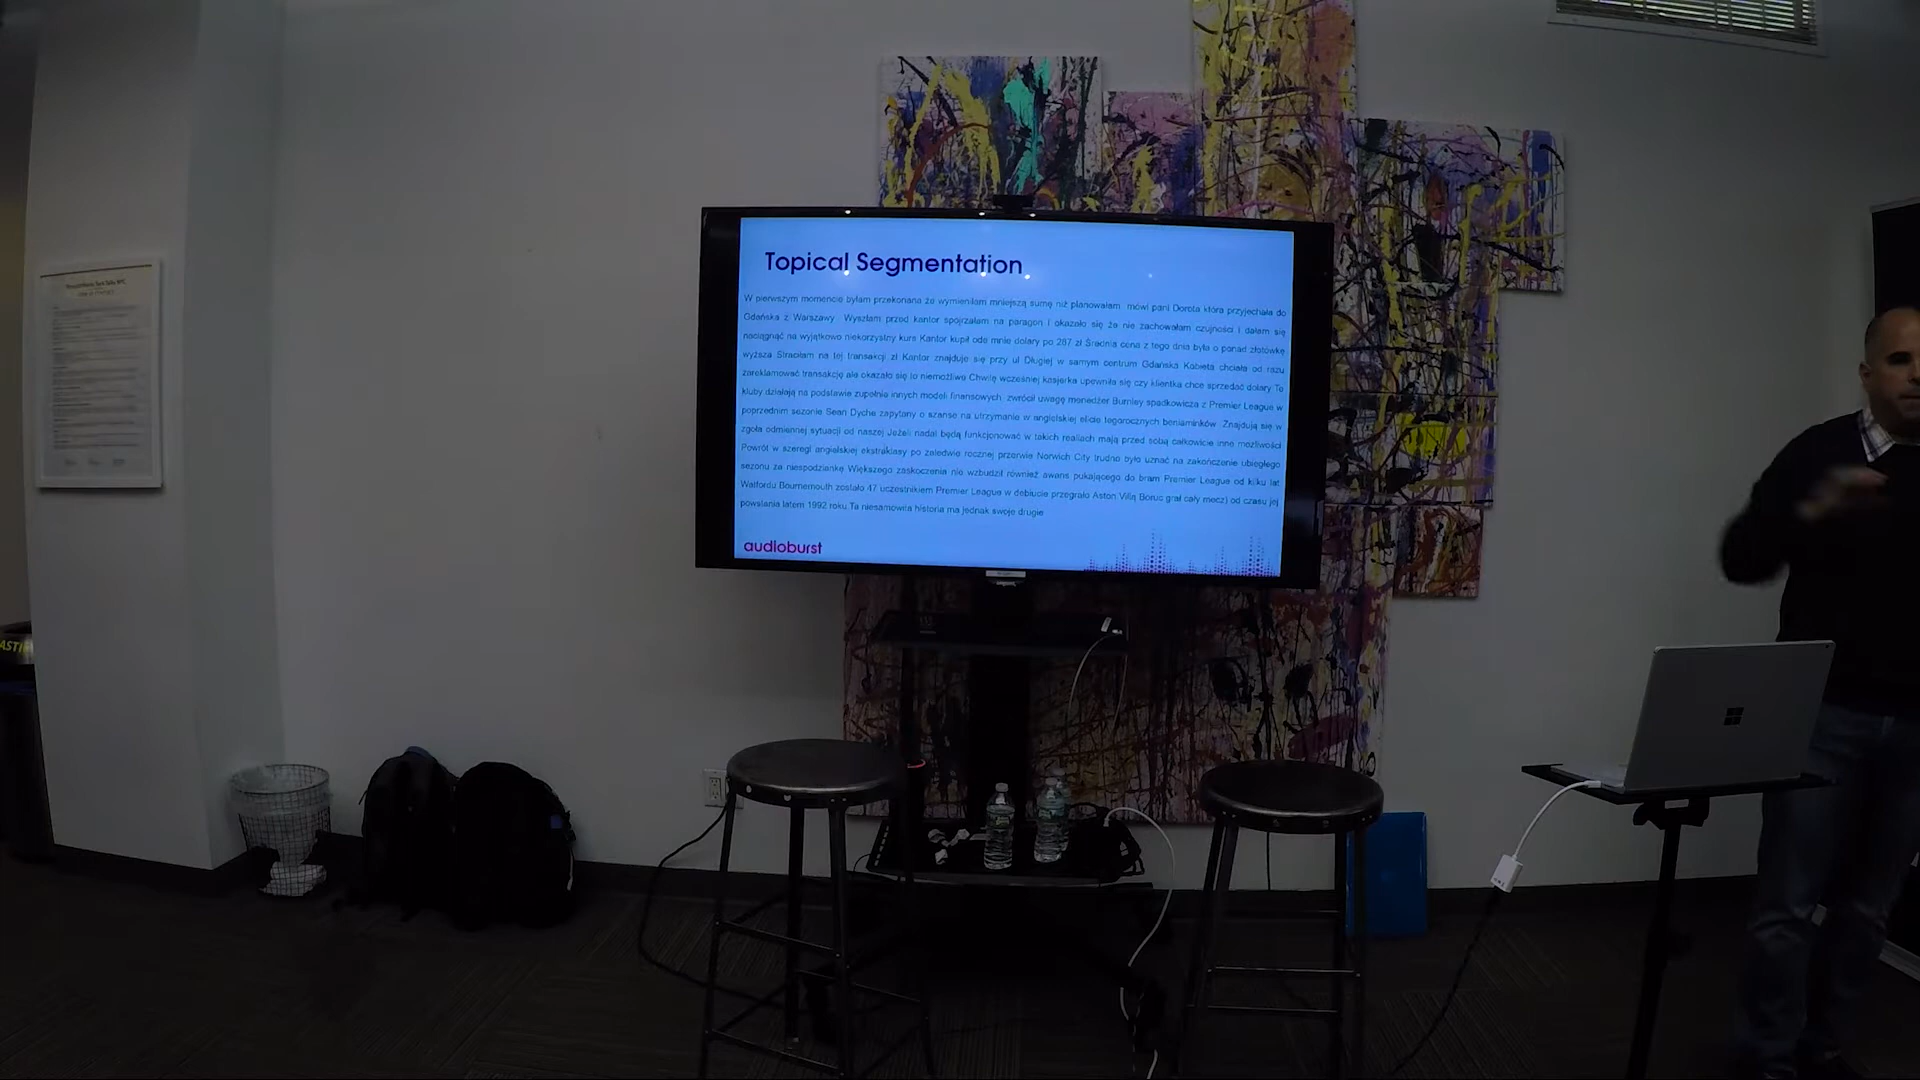 Topical Segmentation
W pierwszym momencie byłam przekonana że wymieniłam mniejszą sumę niż planowałam mówi pani Dorota która przyjechała do
Gdańska z Warszawy Wyszłam przed kantor spojrzałam na paragon i okazało się że nie zachowałam czujności i dałam się
naciągnąć na wyjątkowo niekorzystny kurs Kantor kupił ode mnie dolary po 287 zł Średnia cena z tego dnia była o ponad złotówkę
wyższa Straciłam na tej transakcji zł Kantor znajduje się przy ul Długiej w samym centrum Gdańska Kobieta chciała od razu
zareklamować transakcję ale okazało się to niemożliwe Chwilę wcześniej kasjerka upewniła się czy klientka chce sprzedać dolary Te
kluby działają na podstawie zupełnie innych modeli finansowych zwrócił uwagę menedżer Burnley spadkowicza z Premier League w
poprzednim sezonie Sean Dyche zapytany o szanse na utrzymanie w angielskiej elicie tegorocznych beniaminków Znajdują się w
zgoła odmiennej sytuacji od naszej Jeżeli nadal będą funkcjonować w takich realiach mają przed sobą całkowicie inne możliwości
Powrót w szeregi angielskiej ekstraklasy po zaledwie rocznej przerwie Norwich City trudno było uznać na zakończenie ubiegłego
sezonu za niespodziankę Większego zaskoczenia nie wzbudził również awans pukającego do bram Premier League od kilku lat
Watfordu Bournemouth zostało 47 uczestnikiem Premier League w debiucie przegrało Aston Villą Boruc grał cały mecz) od czasu jej
powstania latem 1992 roku Ta niesamowita historia ma jednak swoje drugie
audioburst